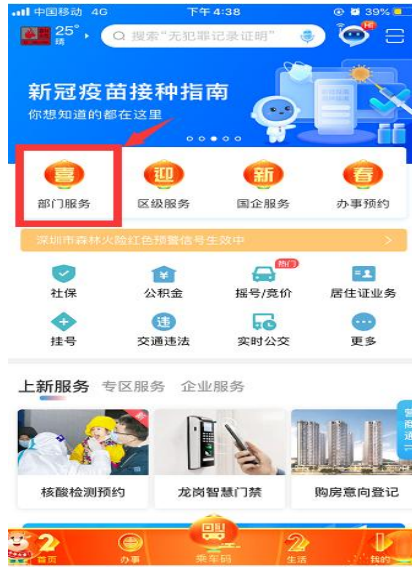 中国移动 4G 下午4:38 39%
25° 晴 搜索“无犯罪记录证明”
新冠疫苗接种指南
你想知道的都在这里
喜 迎 新 春
部门服务 区级服务 国企服务 办事预约
深圳市森林火险红色预警信号生效中 >
热门
社保 公积金 摇号/竞价 居住证业务
违
挂号 交通违法 实时公交 更多
上新服务 专区服务 企业服务
核酸检测预约 龙岗智慧门禁 购房意向登记
首页 办事 乘车码 生活 我的